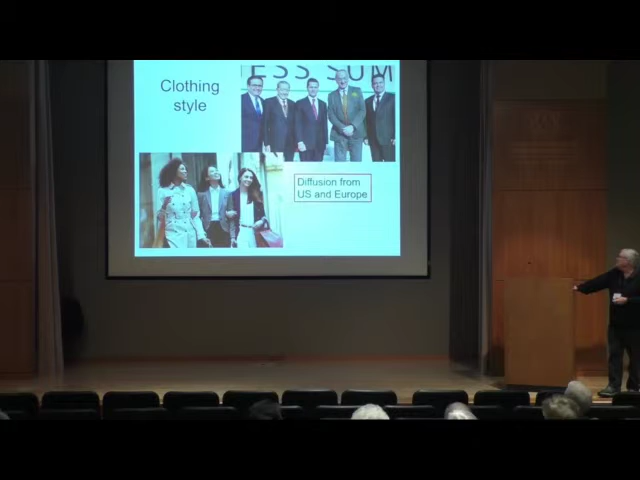 Clothing
style
ESS SUM
Diffusion from
US and Europe